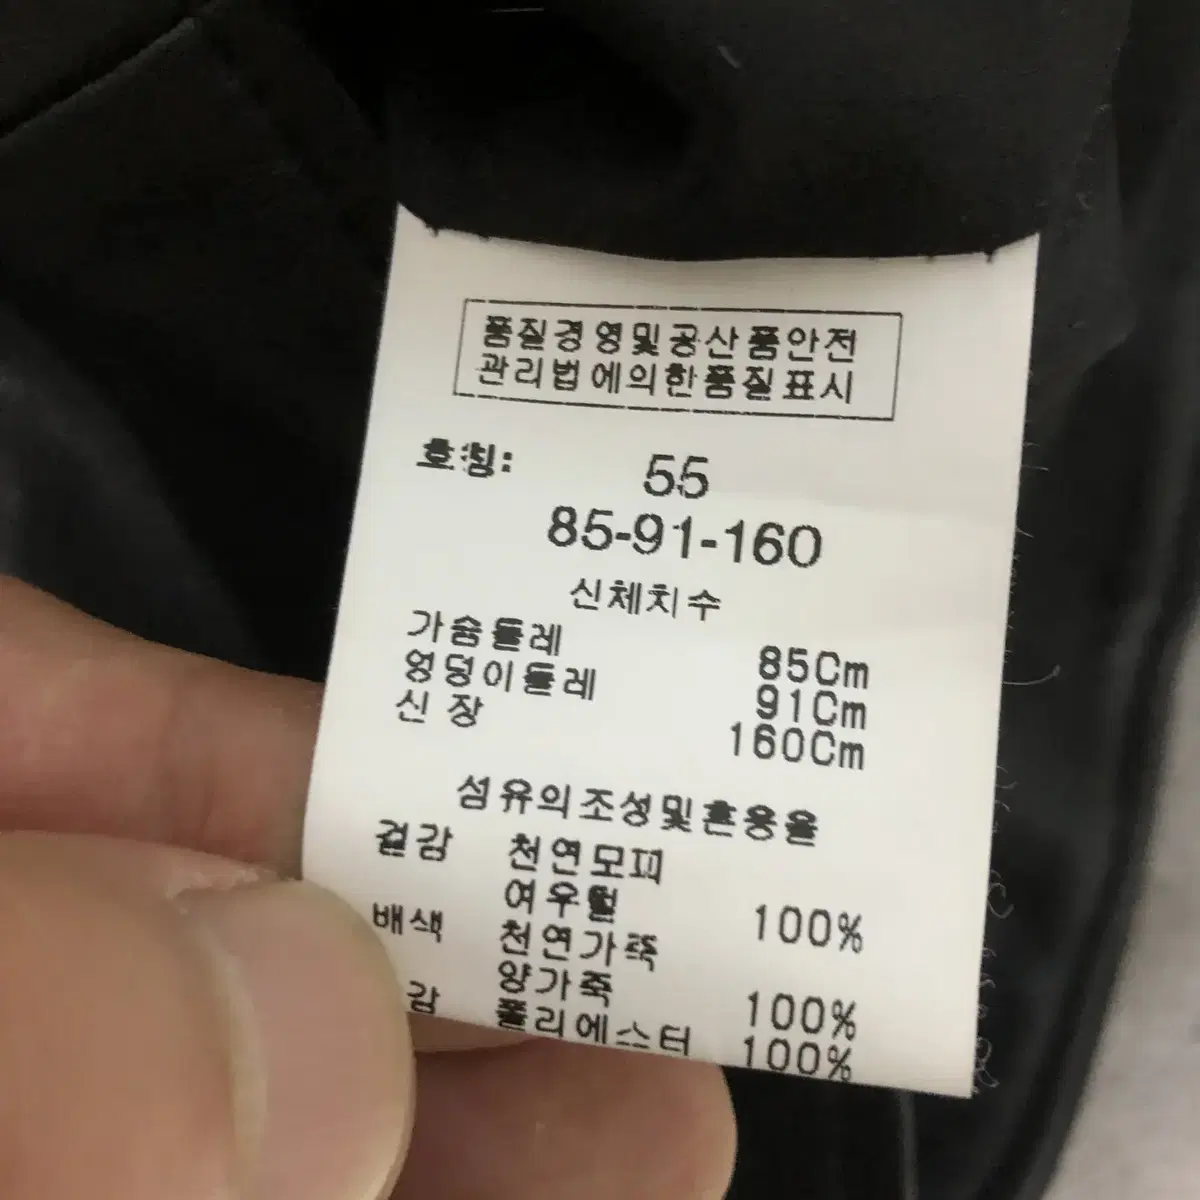 품질경영및공산품안전
관리법에의한품질표시
호칭: 55
85-91-160
신체치수
가슴둘레 85Cm
엉덩이둘레 91Cm
신장 160Cm
섬유의조성및혼용율
겉감 천연모피
여우털 100%
배색 천연가죽
양가죽 100%
감 폴리에스터 100%